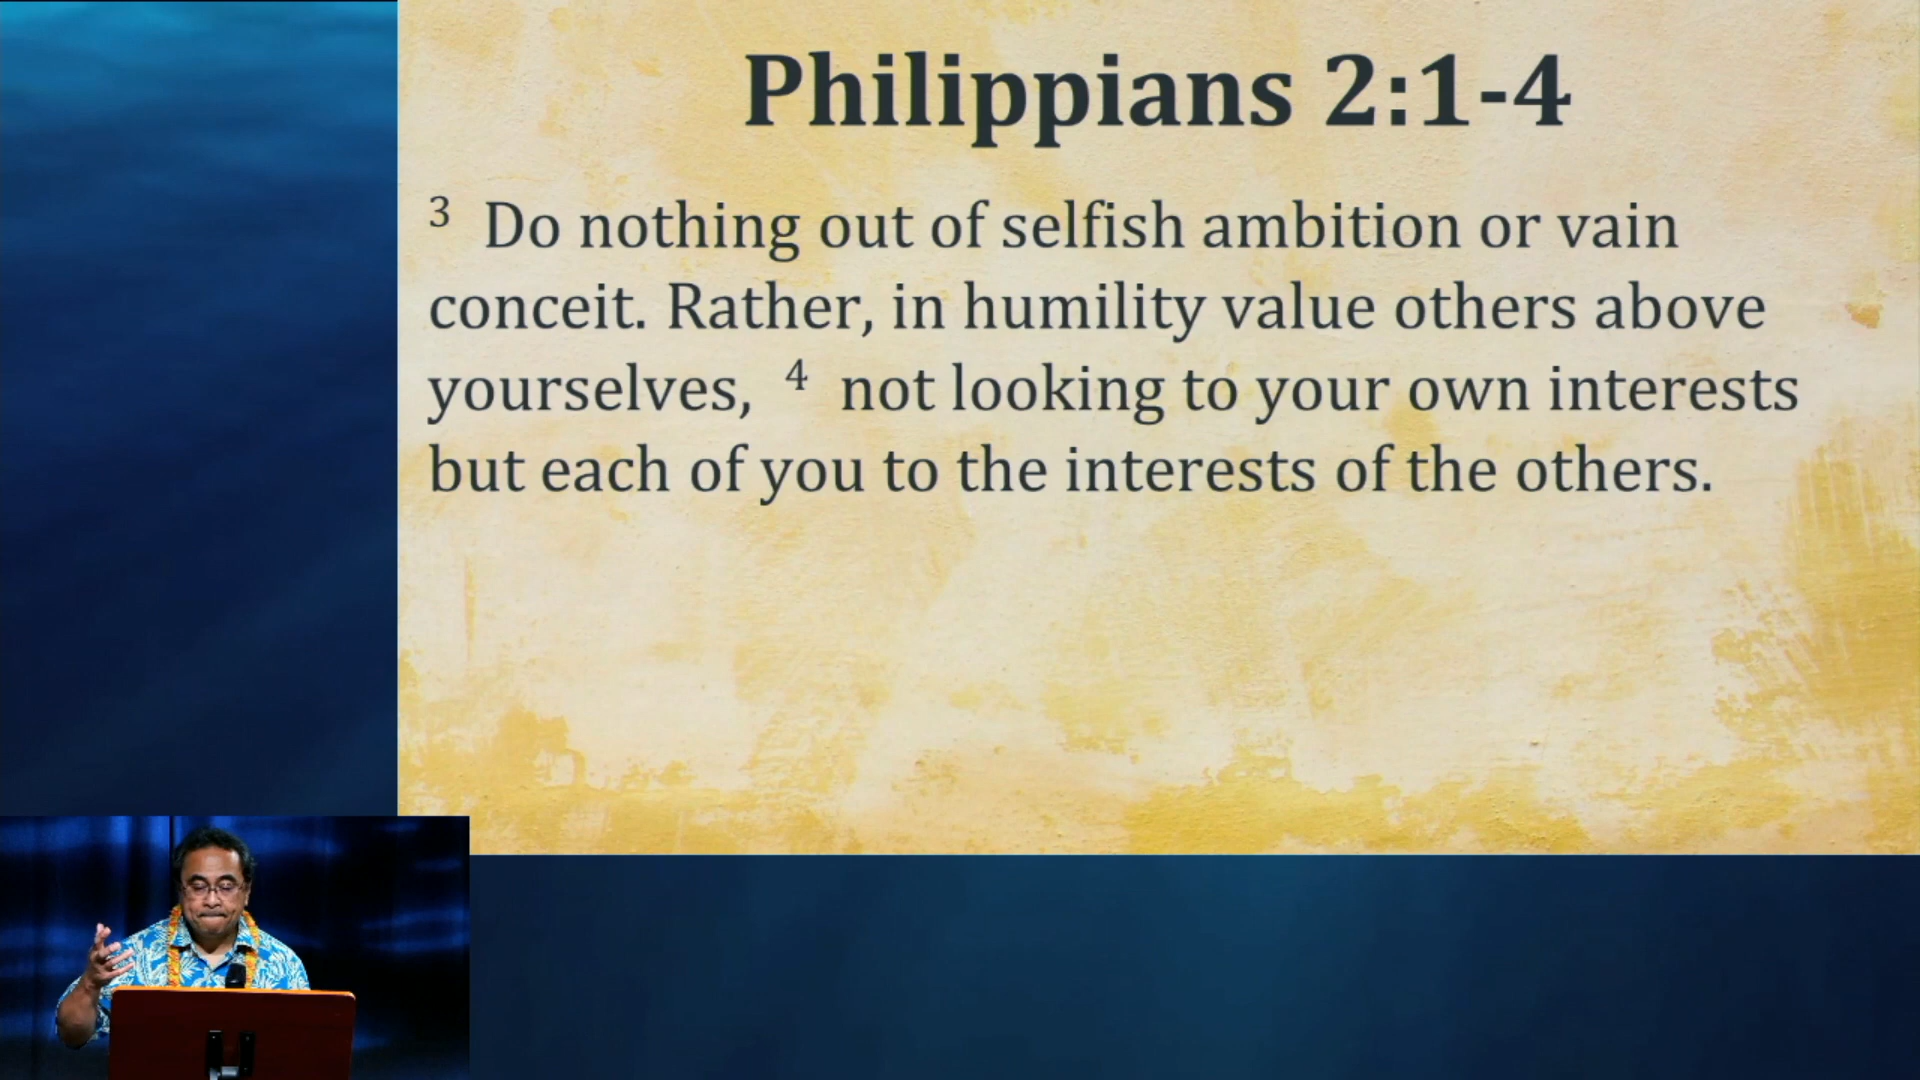 Philippians 2:1-4
3 Do nothing out of selfish ambition or vain
conceit. Rather, in humility value others above
yourselves, 4 not looking to your own interests
but each of you to the interests of the others.